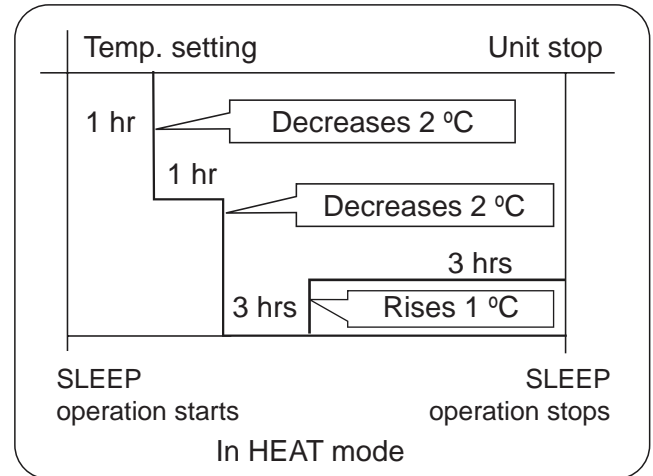 Temp. setting
Unit stop
1 hr
Decreases 2 ºC
1 hr
Decreases 2 ºC
3 hrs
3 hrs
Rises 1 ºC
SLEEP
operation starts
SLEEP
operation stops
In HEAT mode